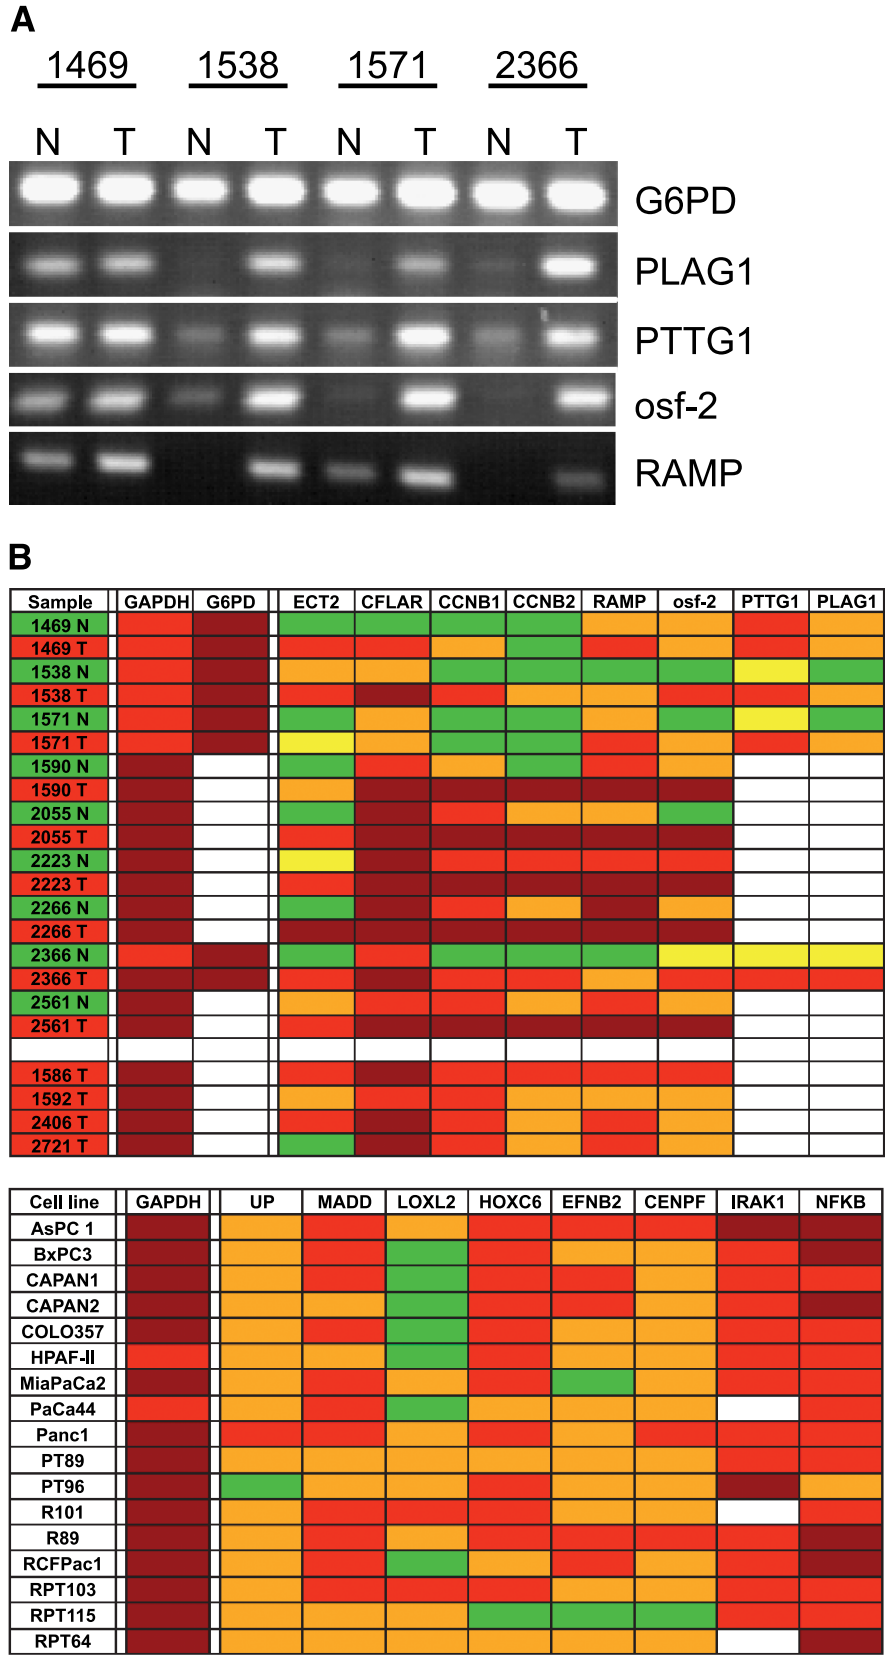 A
1469 1538 1571 2366
N T N T N T N T
G6PD
PLAG1
PTTG1
osf-2
RAMP
B
Sample GAPDH G6PD ECT2 CFLAR CCNB1 CCNB2 RAMP osf-2 PTTG1 PLAG1
1469 N
1469 T
1538 N
1538 T
1571 N
1571 T
1590 N
1590 T
2055 N
2055 T
2223 N
2223 T
2266 N
2266 T
2366 N
2366 T
2561 N
2561 T
1586 T
1592 T
2406 T
2721 T
Cell line GAPDH UP MADD LOXL2 HOXC6 EFNB2 CENPF IRAK1 NFKB
AsPC 1
BxPC3
CAPAN1
CAPAN2
COLO357
HPAF-II
MiaPaCa2
PaCa44
Panc1
PT89
PT96
R101
R89
RCFPac1
RPT103
RPT115
RPT64